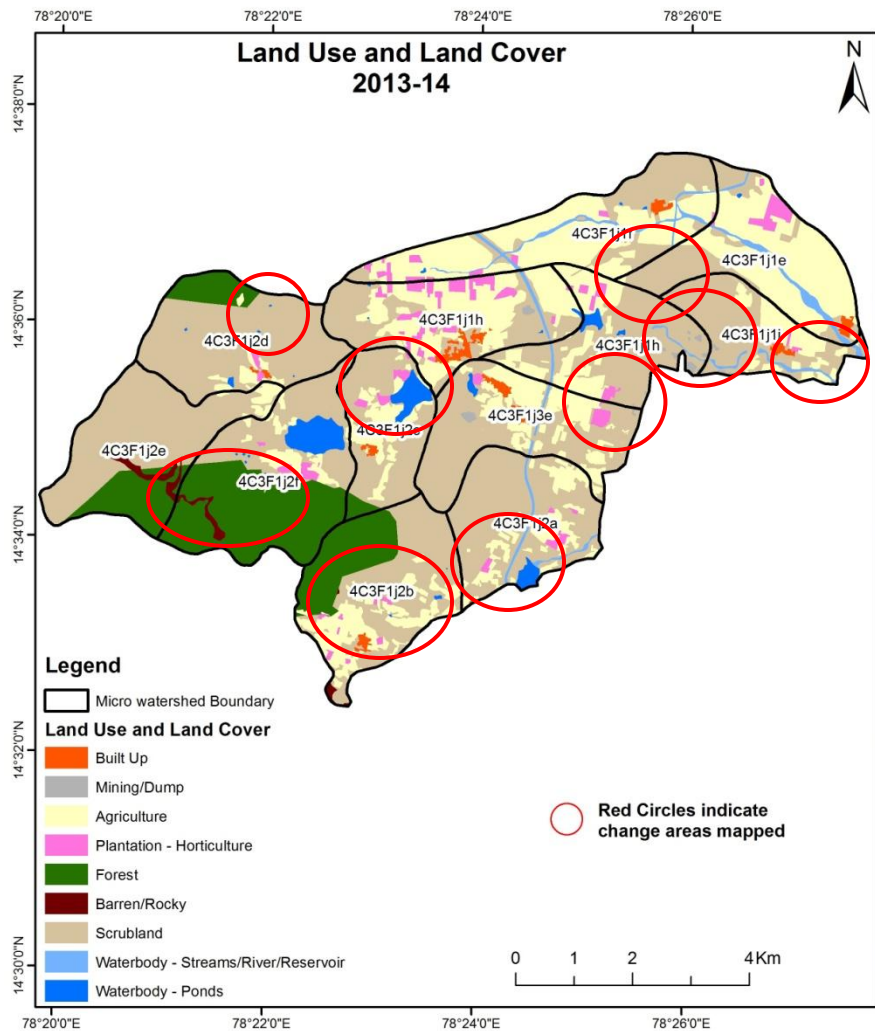 78°20'0"E 78°22'0"E 78°24'0"E 78°26'0"E
Land Use and Land Cover
2013-14
N
14°38'0"N
14°36'0"N
14°34'0"N
14°32'0"N
14°30'0"N
4C3F1j1f
4C3F1j1e
4C3F1j1h
4C3F1j1i
4C3F1j2d
4C3F1j1h
4C3F1j3e
4C3F1j2c
4C3F1j2e
4C3F1j2f
4C3F1j2a
4C3F1j2b
Legend
Micro watershed Boundary
Land Use and Land Cover
Built Up
Mining/Dump
Agriculture
Plantation - Horticulture
Forest
Barren/Rocky
Scrubland
Waterbody - Streams/River/Reservoir
Waterbody - Ponds
Red Circles indicate
change areas mapped
0 1 2 4Km
78°20'0"E 78°22'0"E 78°24'0"E 78°26'0"E